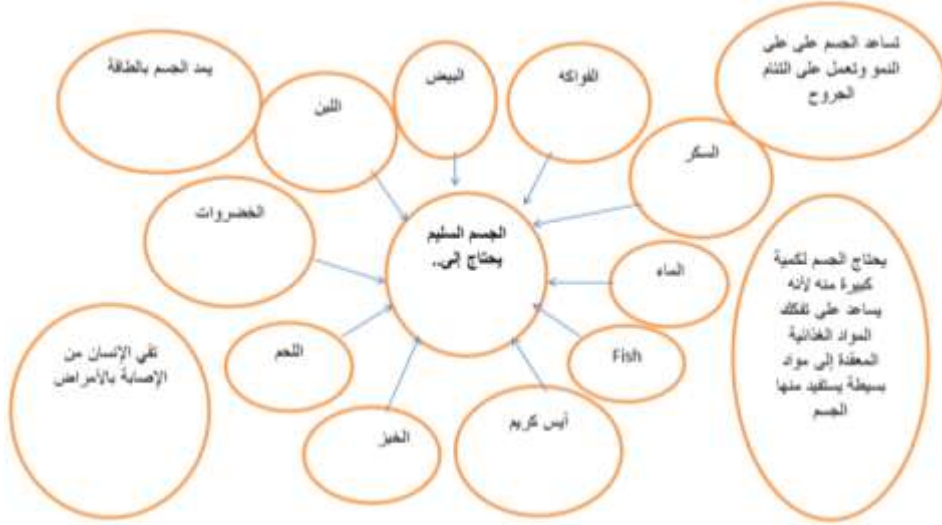 تساعد الجسم على على
النمو وتعمل على التئام
الجروح
الفواكه
البيض
اللبن
يمد الجسم بالطاقة
السكر
الخضروات
الجسم السليم
يحتاج إلى..
الماء
يحتاج الجسم لكمية
كبيرة منه لأنه
يساعد على تفكك
المواد الغذائية
المعقدة إلى مواد
بسيطة يستفيد منها
الجسم
Fish
اللحم
تقي الإنسان من
الإصابة بالأمراض
أيس كريم
الخبز